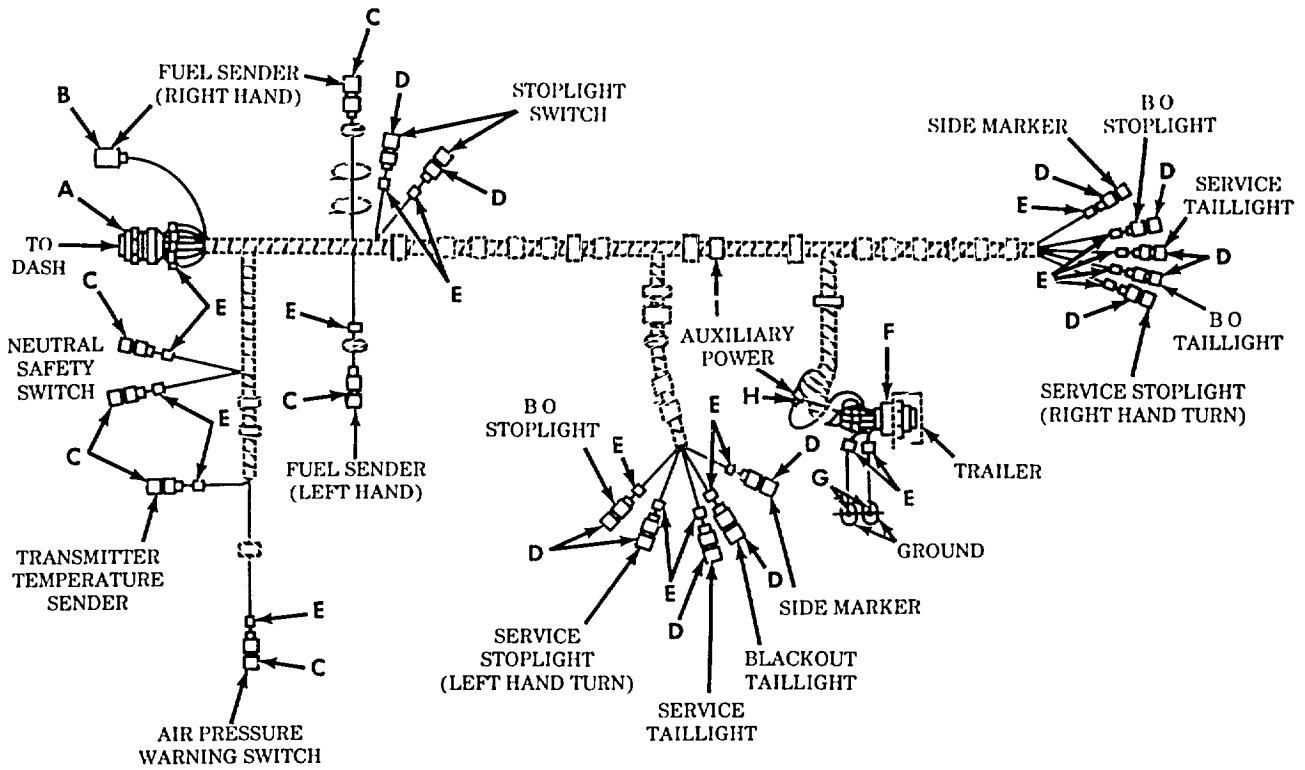 C
FUEL SENDER
(RIGHT HAND)
B
D
STOPLIGHT
SWITCH
D
A
TO
DASH
E
C
E
NEUTRAL
SAFETY
SWITCH
E
C
E
C
FUEL SENDER
(LEFT HAND)
TRANSMITTER
TEMPERATURE
SENDER
E
C
AIR PRESSURE
WARNING SWITCH
AUXILIARY
POWER
F
H
TRAILER
E
G
GROUND
B O
STOPLIGHT
E
E
D
D
E
D
D
SERVICE
STOPLIGHT
(LEFT HAND TURN)
SERVICE
TAILLIGHT
BLACKOUT
TAILLIGHT
SIDE MARKER
SIDE MARKER
B O
STOPLIGHT
D
D
SERVICE
TAILLIGHT
E
D
E
D
B O
TAILLIGHT
SERVICE STOPLIGHT
(RIGHT HAND TURN)